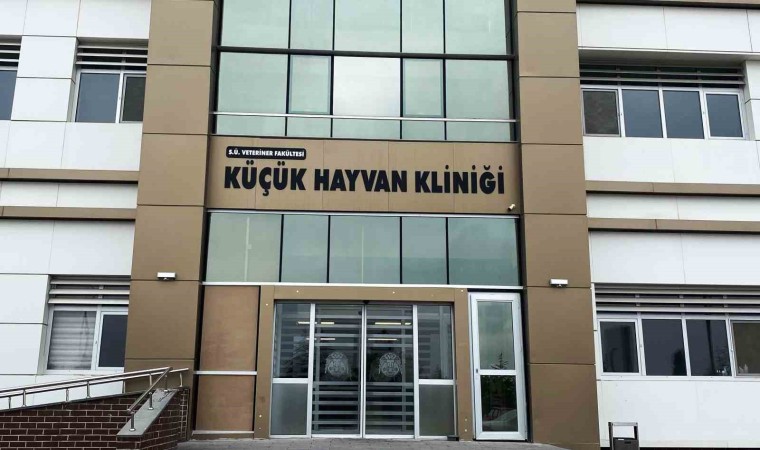 S.Ü. VETERİNER FAKÜLTESİ
KÜÇÜK HAYVAN KLİNİĞİ